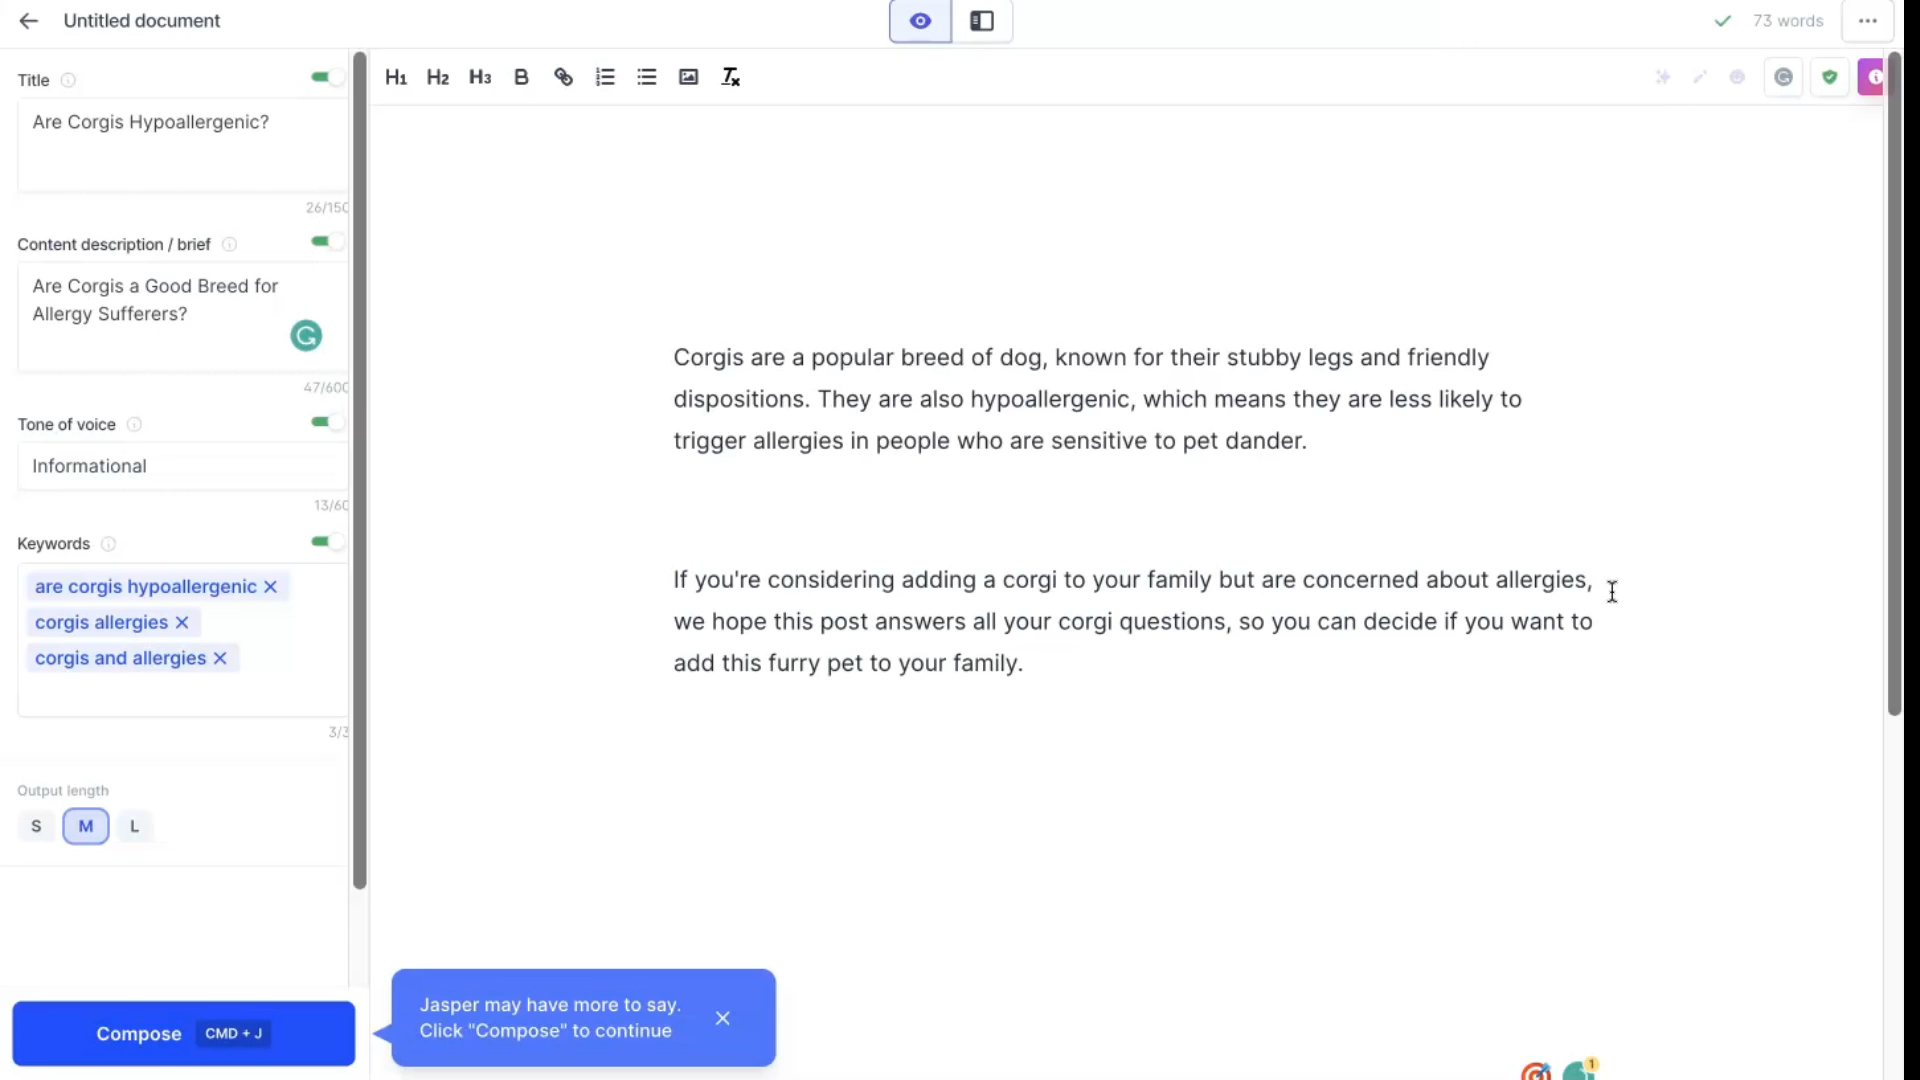 Untitled document
73 words
Title
Are Corgis Hypoallergenic?
26/150
Content description / brief
Are Corgis a Good Breed for
Allergy Sufferers?
47/600
Tone of voice
Informational
13/60
Keywords
are corgis hypoallergenic
corgis allergies
corgis and allergies
3/3
Output length
S M L
Compose CMD + J
H1 H2 H3 B
Corgis are a popular breed of dog, known for their stubby legs and friendly
dispositions. They are also hypoallergenic, which means they are less likely to
trigger allergies in people who are sensitive to pet dander.
If you're considering adding a corgi to your family but are concerned about allergies,
we hope this post answers all your corgi questions, so you can decide if you want to
add this furry pet to your family.
Jasper may have more to say.
Click "Compose" to continue
1